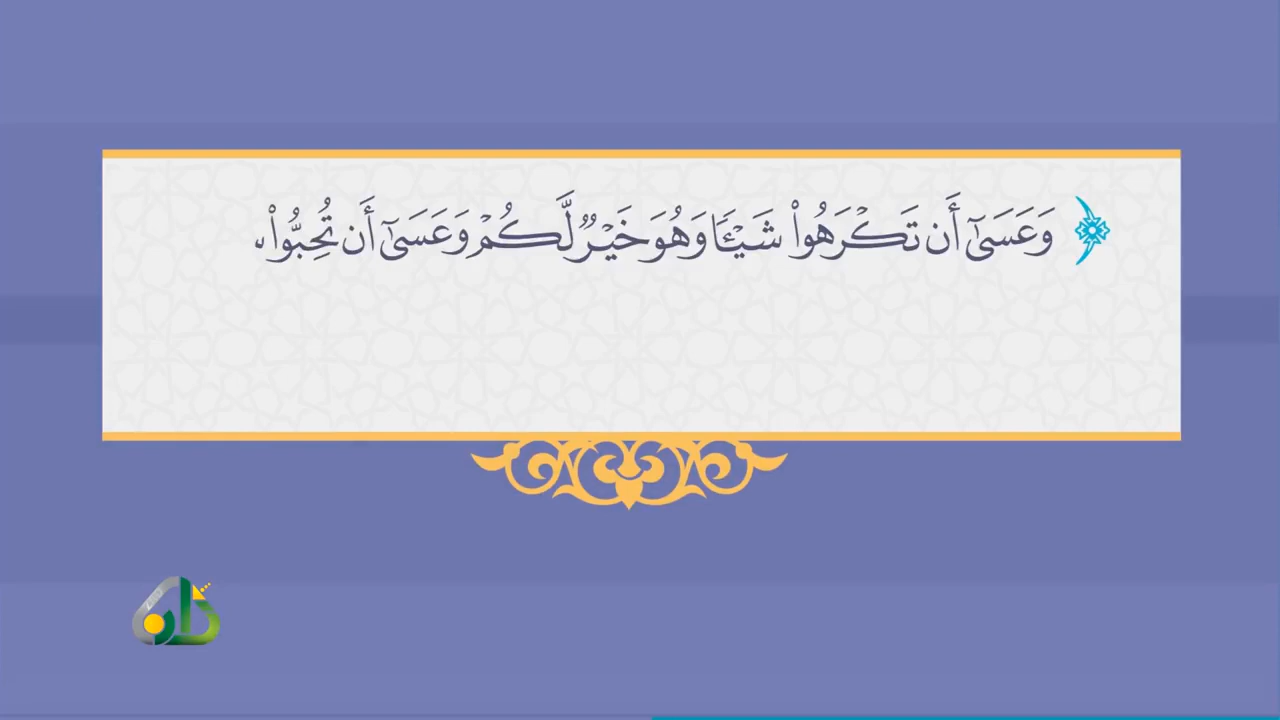 ﴿ وَعَسَىٰٓ أَن تَكۡرَهُواْ شَيۡـٔٗا وَهُوَ خَيۡرٞ لَّكُمۡ وَعَسَىٰٓ أَن تُحِبُّواْ